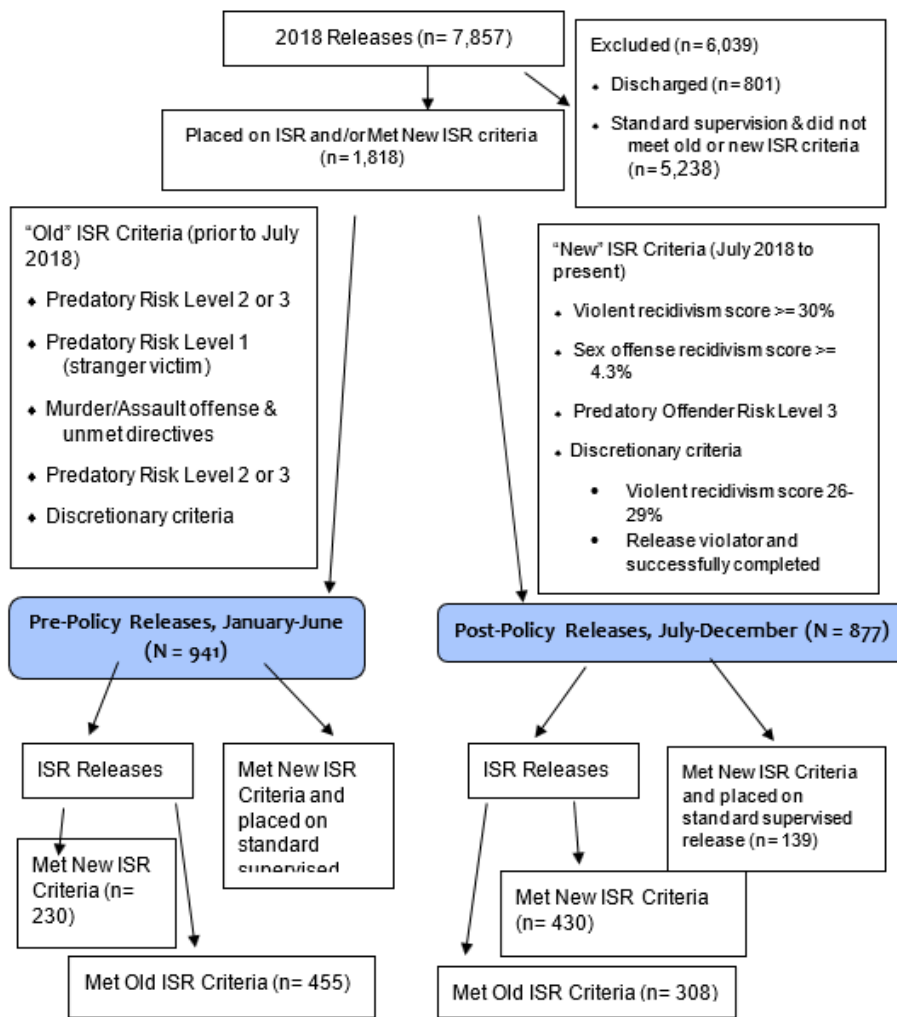 2018 Releases (n= 7,857)
Excluded (n=6,039)
⬥ Discharged (n=801)
⬥ Standard supervision & did not
meet old or new ISR criteria
(n=5,238)
Placed on ISR and/or Met New ISR criteria
(n=1,818)
“Old” ISR Criteria (prior to July
2018)
⬥ Predatory Risk Level 2 or 3
⬥ Predatory Risk Level 1
(stranger victim)
⬥ Murder/Assault offense &
unmet directives
⬥ Predatory Risk Level 2 or 3
⬥ Discretionary criteria
“New” ISR Criteria (July 2018 to
present)
⬥ Violent recidivism score >= 30%
⬥ Sex offense recidivism score >=
4.3%
⬥ Predatory Offender Risk Level 3
⬥ Discretionary criteria
• Violent recidivism score 26-
29%
• Release violator and
successfully completed
Pre-Policy Releases, January-June
(N = 941)
Post-Policy Releases, July-December (N = 877)
ISR Releases
Met New ISR
Criteria and
placed on
standard
supervised
ISR Releases
Met New ISR Criteria
and placed on
standard supervised
release (n=139)
Met New ISR
Criteria (n=
230)
Met New ISR Criteria
(n= 430)
Met Old ISR Criteria (n= 455)
Met Old ISR Criteria (n= 308)